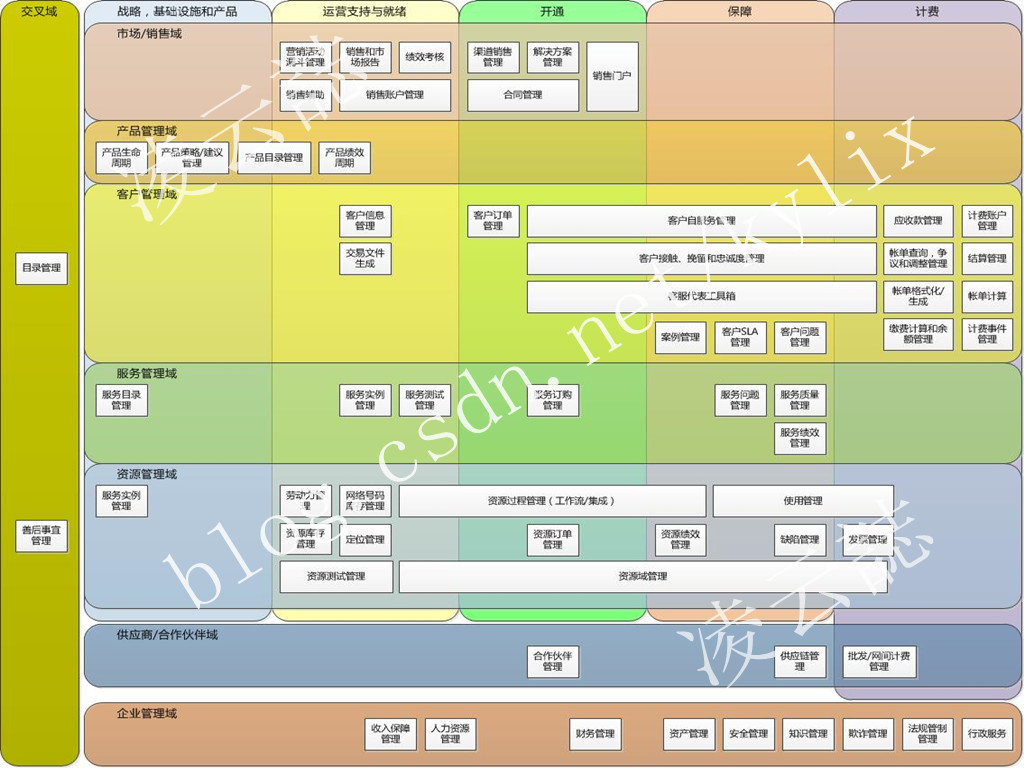 交叉域
战略，基础设施和产品
运营支持与就绪
开通
保障
计费
市场/销售域
营销活动
漏斗管理
销售和市
场报告
绩效考核
渠道销售
管理
解决方案
管理
销售门户
销售辅助
销售账户管理
合同管理
产品管理域
产品生命
周期
产品策略/建议
管理
产品目录管理
产品绩效
周期
客户管理域
客户信息
管理
客户订单
管理
客户自服务管理
应收款管理
计费账户
管理
目录管理
交易文件
生成
客户接触、挽留和忠诚度管理
帐单查询，争
议和调整管理
结算管理
客服代表工具箱
帐单格式化/
生成
帐单计算
案例管理
客户SLA
管理
客户问题
管理
缴费计算和余
额管理
计费事件
管理
服务管理域
服务目录
管理
服务实例
管理
服务测试
管理
服务订购
管理
服务问题
管理
服务质量
管理
服务绩效
管理
资源管理域
服务实例
管理
劳动力管
理
网络号码
库存管理
资源过程管理（工作流/集成）
使用管理
善后事宜
管理
资源库存
管理
定位管理
资源订单
管理
资源绩效
管理
缺陷管理
发票管理
资源测试管理
资源域管理
供应商/合作伙伴域
合作伙伴
管理
供应链管
理
批发/网间计费
管理
企业管理域
收入保障
管理
人力资源
管理
财务管理
资产管理
安全管理
知识管理
欺诈管理
法规管制
管理
行政服务
凌云誌
blog.csdn.net/kylix
凌云誌